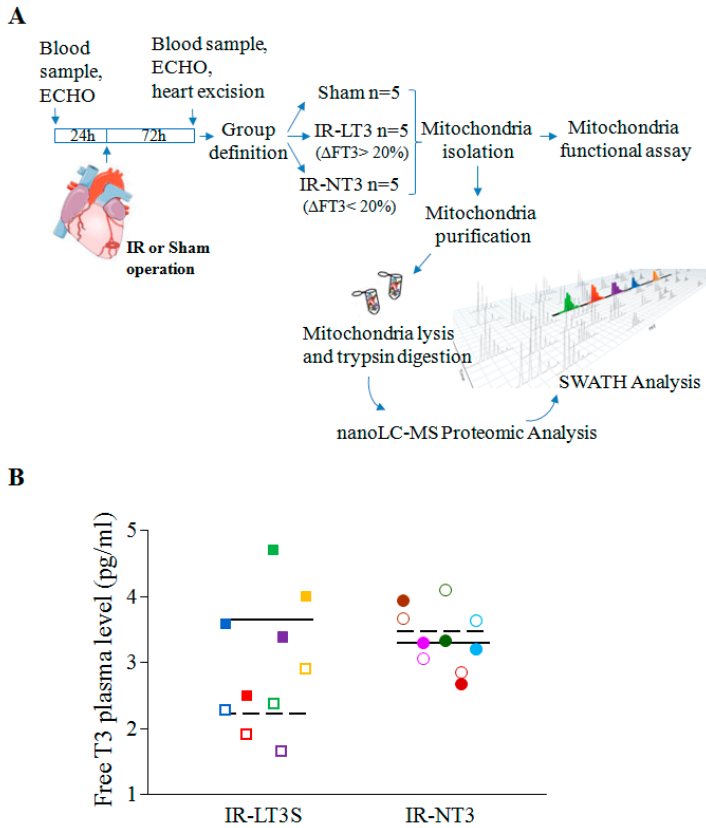 A
Blood
sample,
ECHO
Blood sample,
ECHO,
heart excision
24h
72h
IR or Sham
operation
Group
definition
Sham n=5
IR-LT3 n=5
(ΔFT3> 20%)
IR-NT3 n=5
(ΔFT3< 20%)
Mitochondria
isolation
Mitochondria
functional assay
Mitochondria
purification
Mitochondria lysis
and trypsin digestion
SWATH Analysis
nanoLC-MS Proteomic Analysis
B
Free T3 plasma level (pg/ml)
5
4
3
2
1
IR-LT3S
IR-NT3